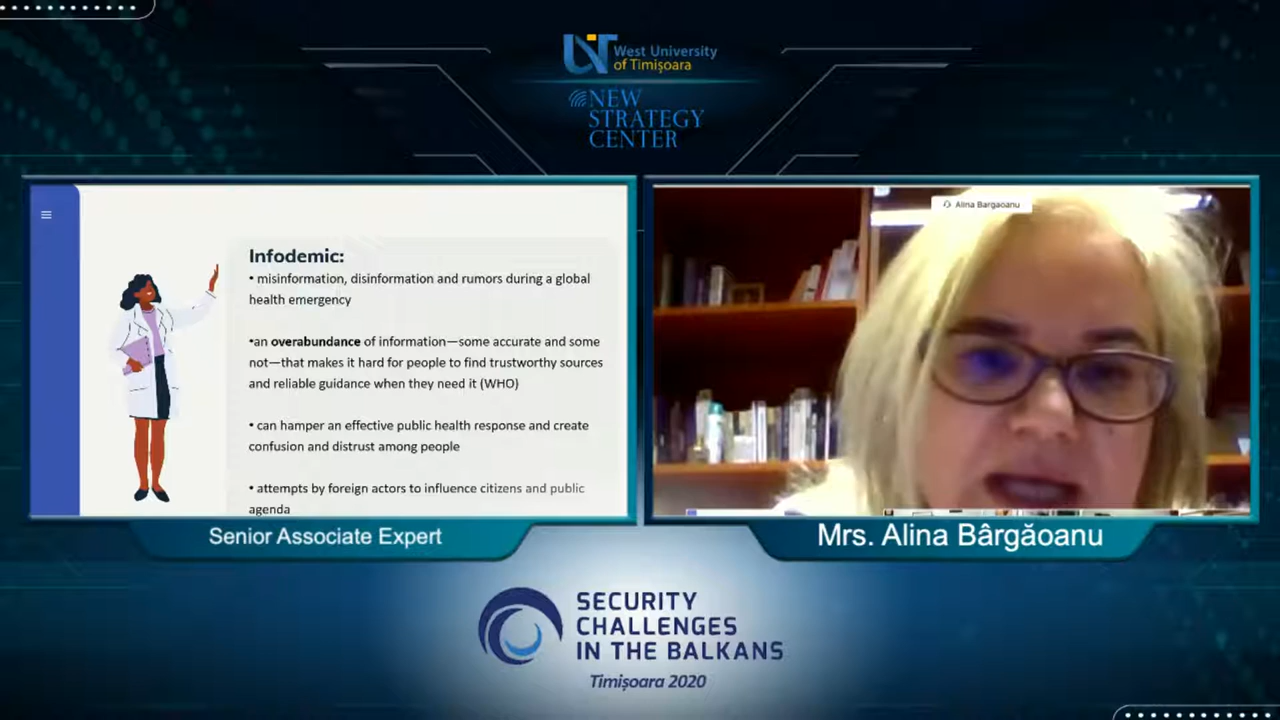 West University
of Timișoara
NEW
STRATEGY
CENTER
Infodemic:
• misinformation, disinformation and rumors during a global
health emergency
•an overabundance of information—some accurate and some
not—that makes it hard for people to find trustworthy sources
and reliable guidance when they need it (WHO)
• can hamper an effective public health response and create
confusion and distrust among people
• attempts by foreign actors to influence citizens and public
agenda
Alina Bargaoanu
Senior Associate Expert
Mrs. Alina Bârgăoanu
SECURITY
CHALLENGES
IN THE BALKANS
Timișoara 2020